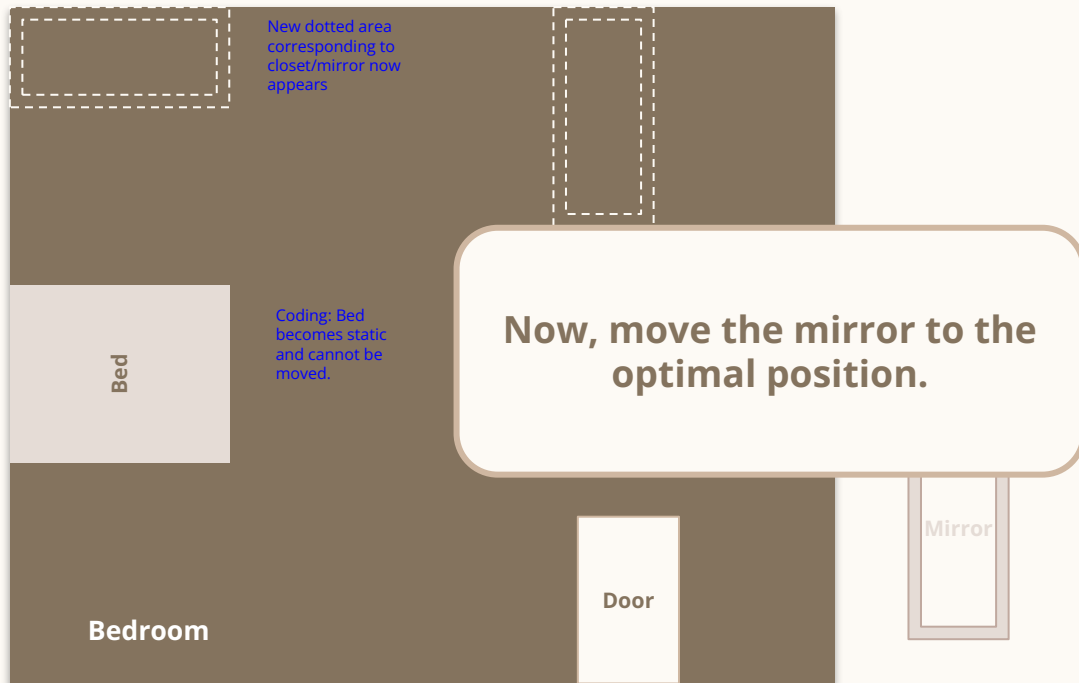 New dotted area
corresponding to
closet/mirror now
appears
Now, move the mirror to the
optimal position.
Coding: Bed
becomes static
and cannot be
moved.
Bed
Mirror
Door
Bedroom